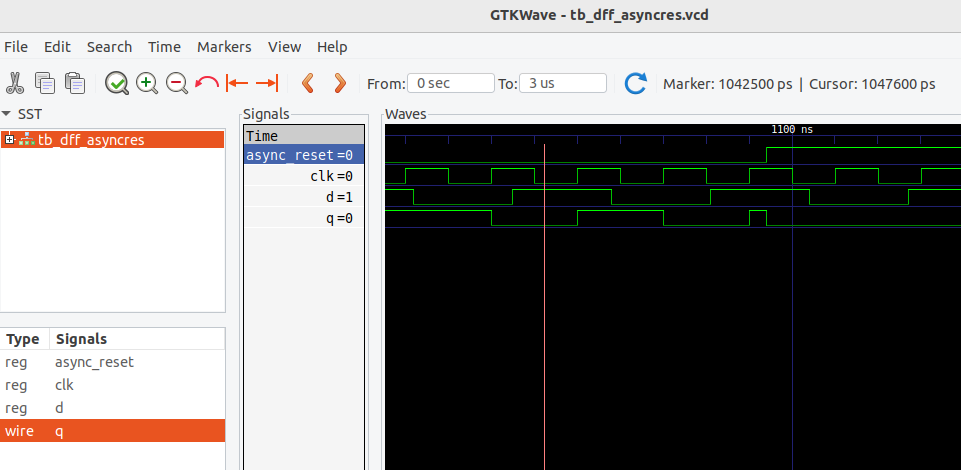 GTKWave - tb_dff_asyncres.vcd
File Edit Search Time Markers View Help
From: 0 sec To: 3 us Marker: 1042500 ps | Cursor: 1047600 ps
SST
tb_dff_asyncres
Type Signals
reg async_reset
reg clk
reg d
wire q
Signals
Time
async_reset =0
clk =0
d =1
q =0
Waves
1100 ns